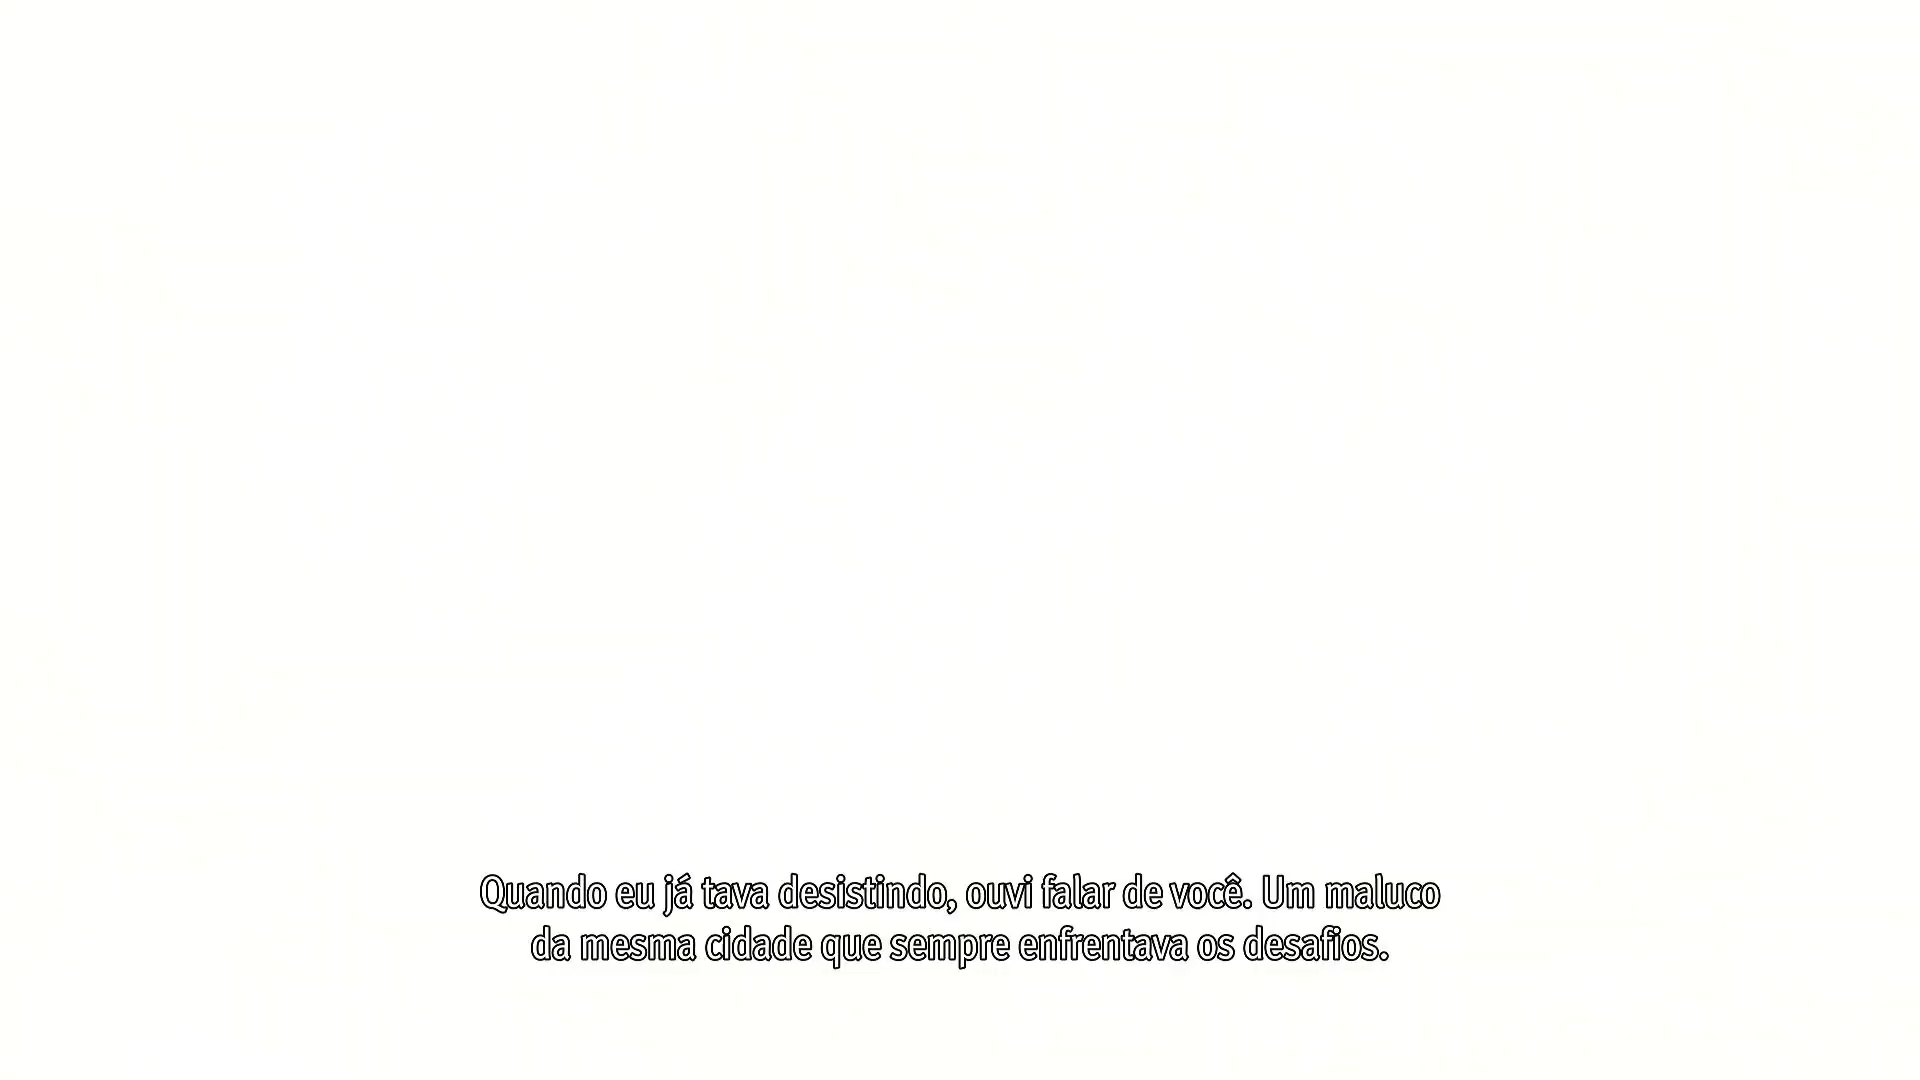 Quando eu já tava desistindo, ouvi falar de você. Um maluco
da mesma cidade que sempre enfrentava os desafios.